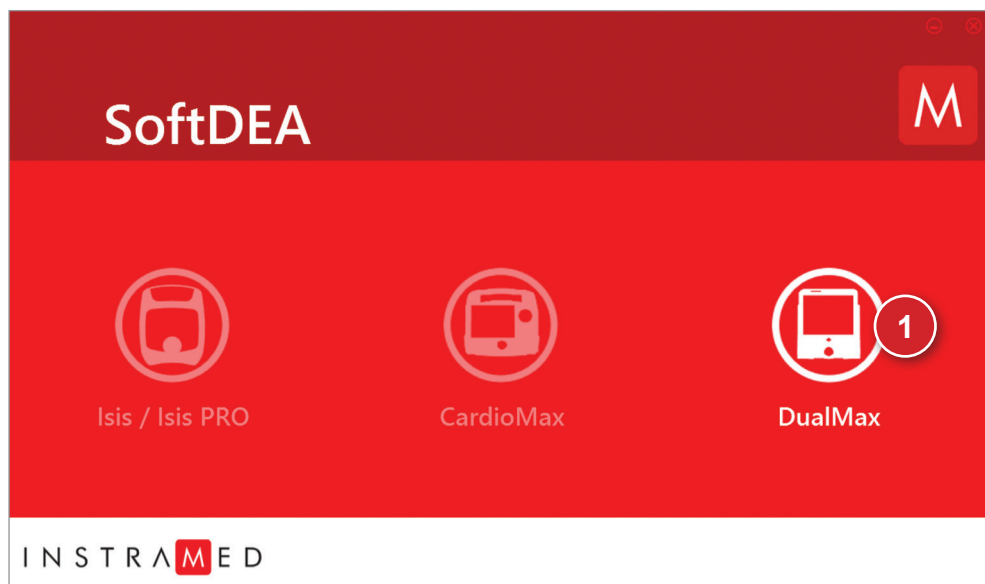 M
SoftDEA
1
Isis / Isis PRO
CardioMax
DualMax
INSTRAMED